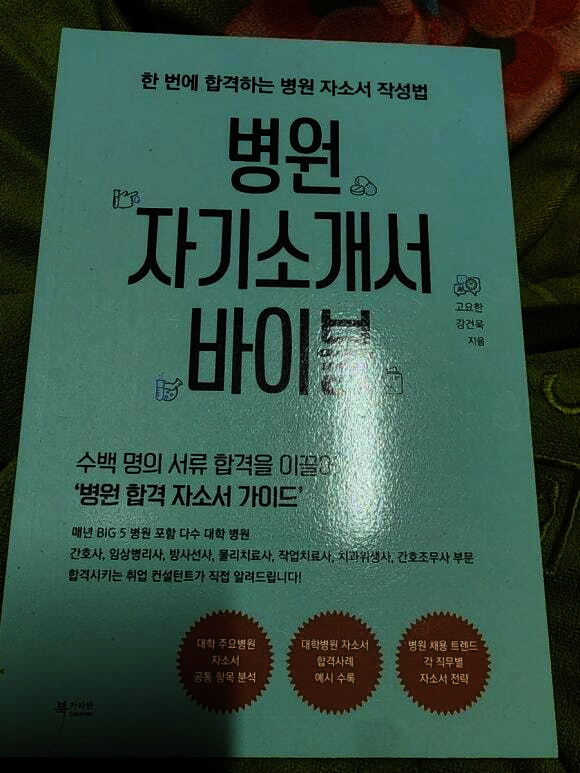 한 번에 합격하는 병원 자소서 작성법
병원
자기소개서
바이블
고요한
강건욱
지음
수백 명의 서류 합격을
'병원 합격 자소서 가이드'
매년 BIG 5 병원 포함 다수 대학 병원
간호사, 임상병리사, 방사선사, 물리치료사, 작업치료사, 치과위생사, 간호조무사 부문
합격시키는 취업 컨설턴트가 직접 알려드립니다!
대학 주요병원
자소서
공통 항목 분석
대학병원 자소서
합격사례
예시 수록
병원 채용 트렌드
각 직무별
자소서 전략
북 카라반
CARAVAN